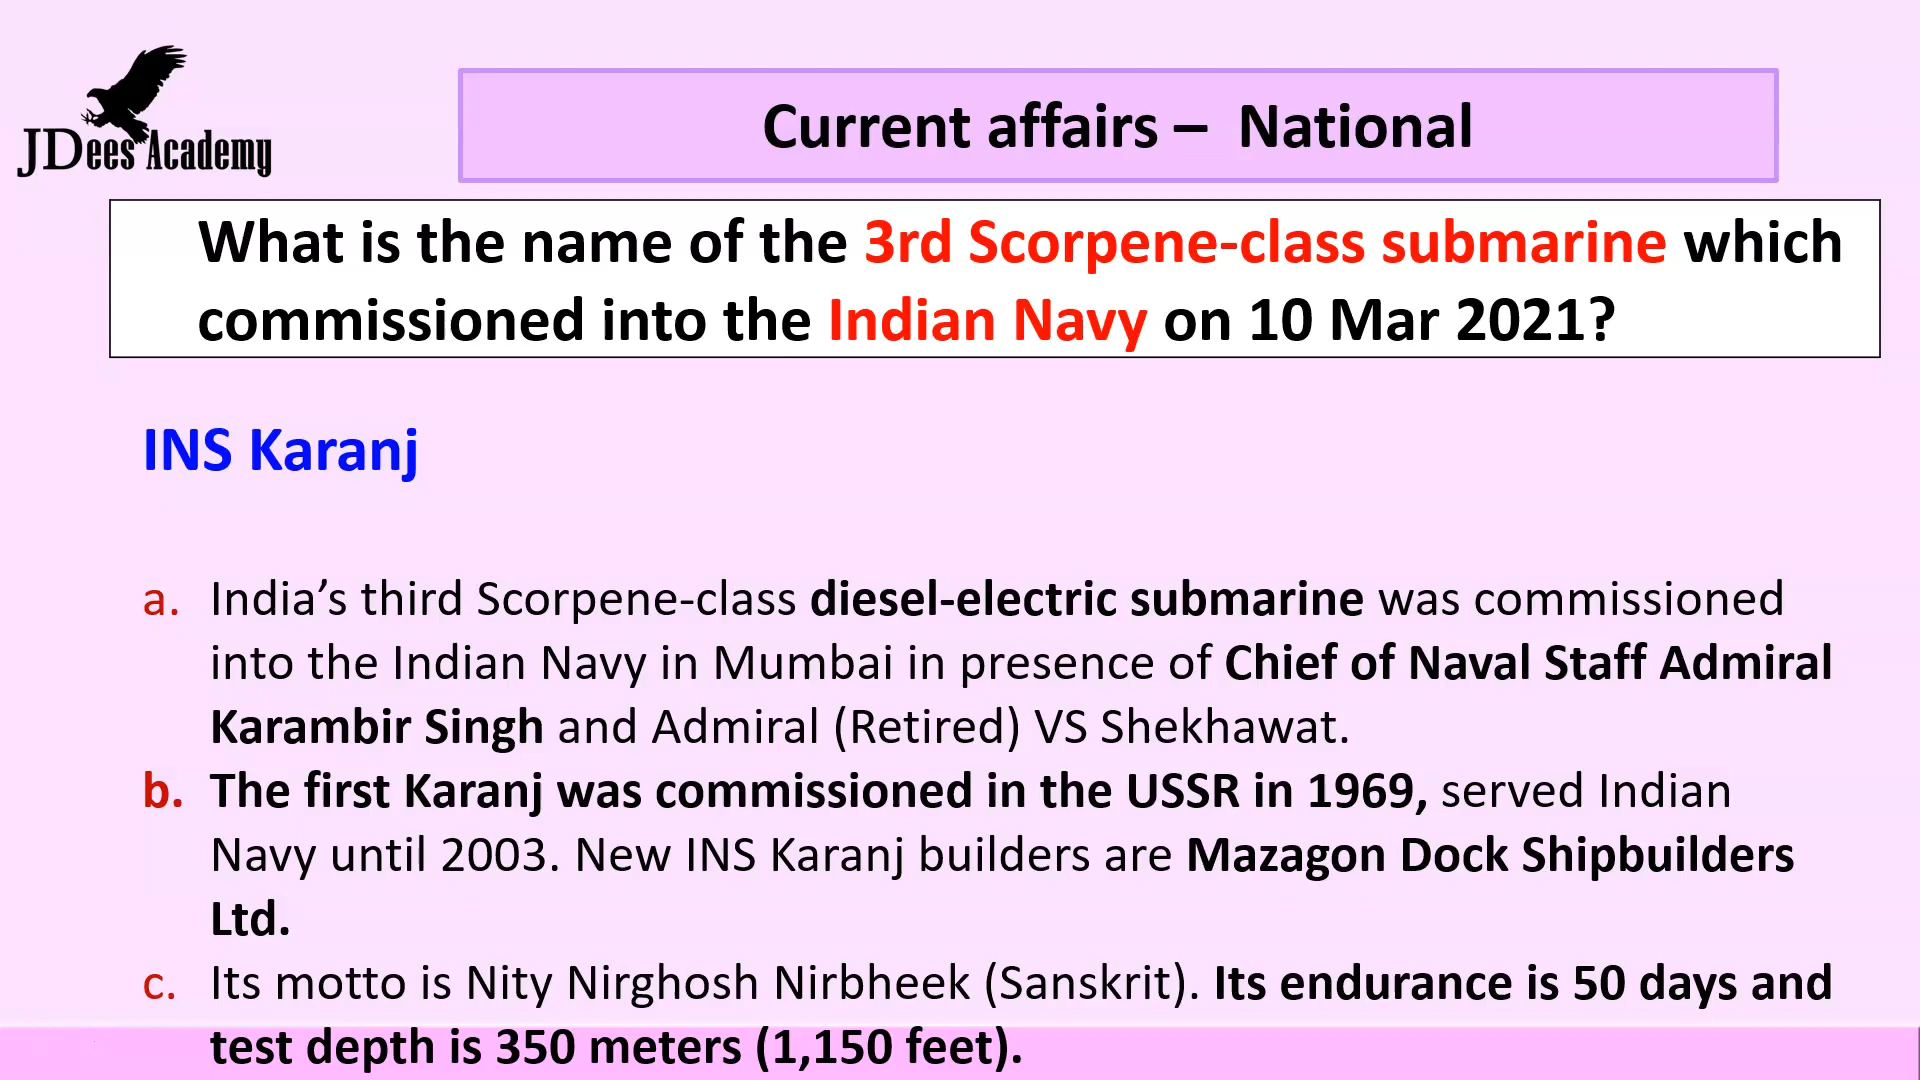 JDees Academy
Current affairs – National
What is the name of the 3rd Scorpene-class submarine which
commissioned into the Indian Navy on 10 Mar 2021?
INS Karanj
a. India’s third Scorpene-class diesel-electric submarine was commissioned
into the Indian Navy in Mumbai in presence of Chief of Naval Staff Admiral
Karambir Singh and Admiral (Retired) VS Shekhawat.
b. The first Karanj was commissioned in the USSR in 1969, served Indian
Navy until 2003. New INS Karanj builders are Mazagon Dock Shipbuilders
Ltd.
c. Its motto is Nity Nirghosh Nirbheek (Sanskrit). Its endurance is 50 days and
test depth is 350 meters (1,150 feet).